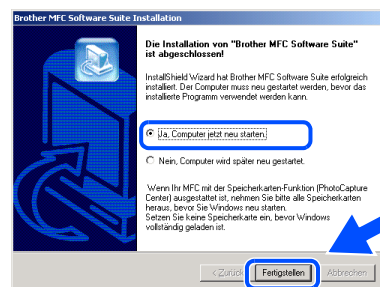 Brother MFC Software Suite Installation
Die Installation von "Brother MFC Software Suite"
ist abgeschlossen!
InstallShield Wizard hat Brother MFC Software Suite erfolgreich
installiert. Der Computer muss neu gestartet werden, bevor das
installierte Programm verwendet werden kann.
Ja, Computer jetzt neu starten.
Nein, Computer wird später neu gestartet.
Wenn Ihr MFC mit der Speicherkarten-Funktion (PhotoCapture
Center) ausgestattet ist, nehmen Sie bitte alle Speicherkarten
heraus, bevor Sie Windows neu starten.
Setzen Sie keine Speicherkarte ein, bevor Windows
vollständig geladen ist.
< Zurück
Fertigstellen
Abbrechen